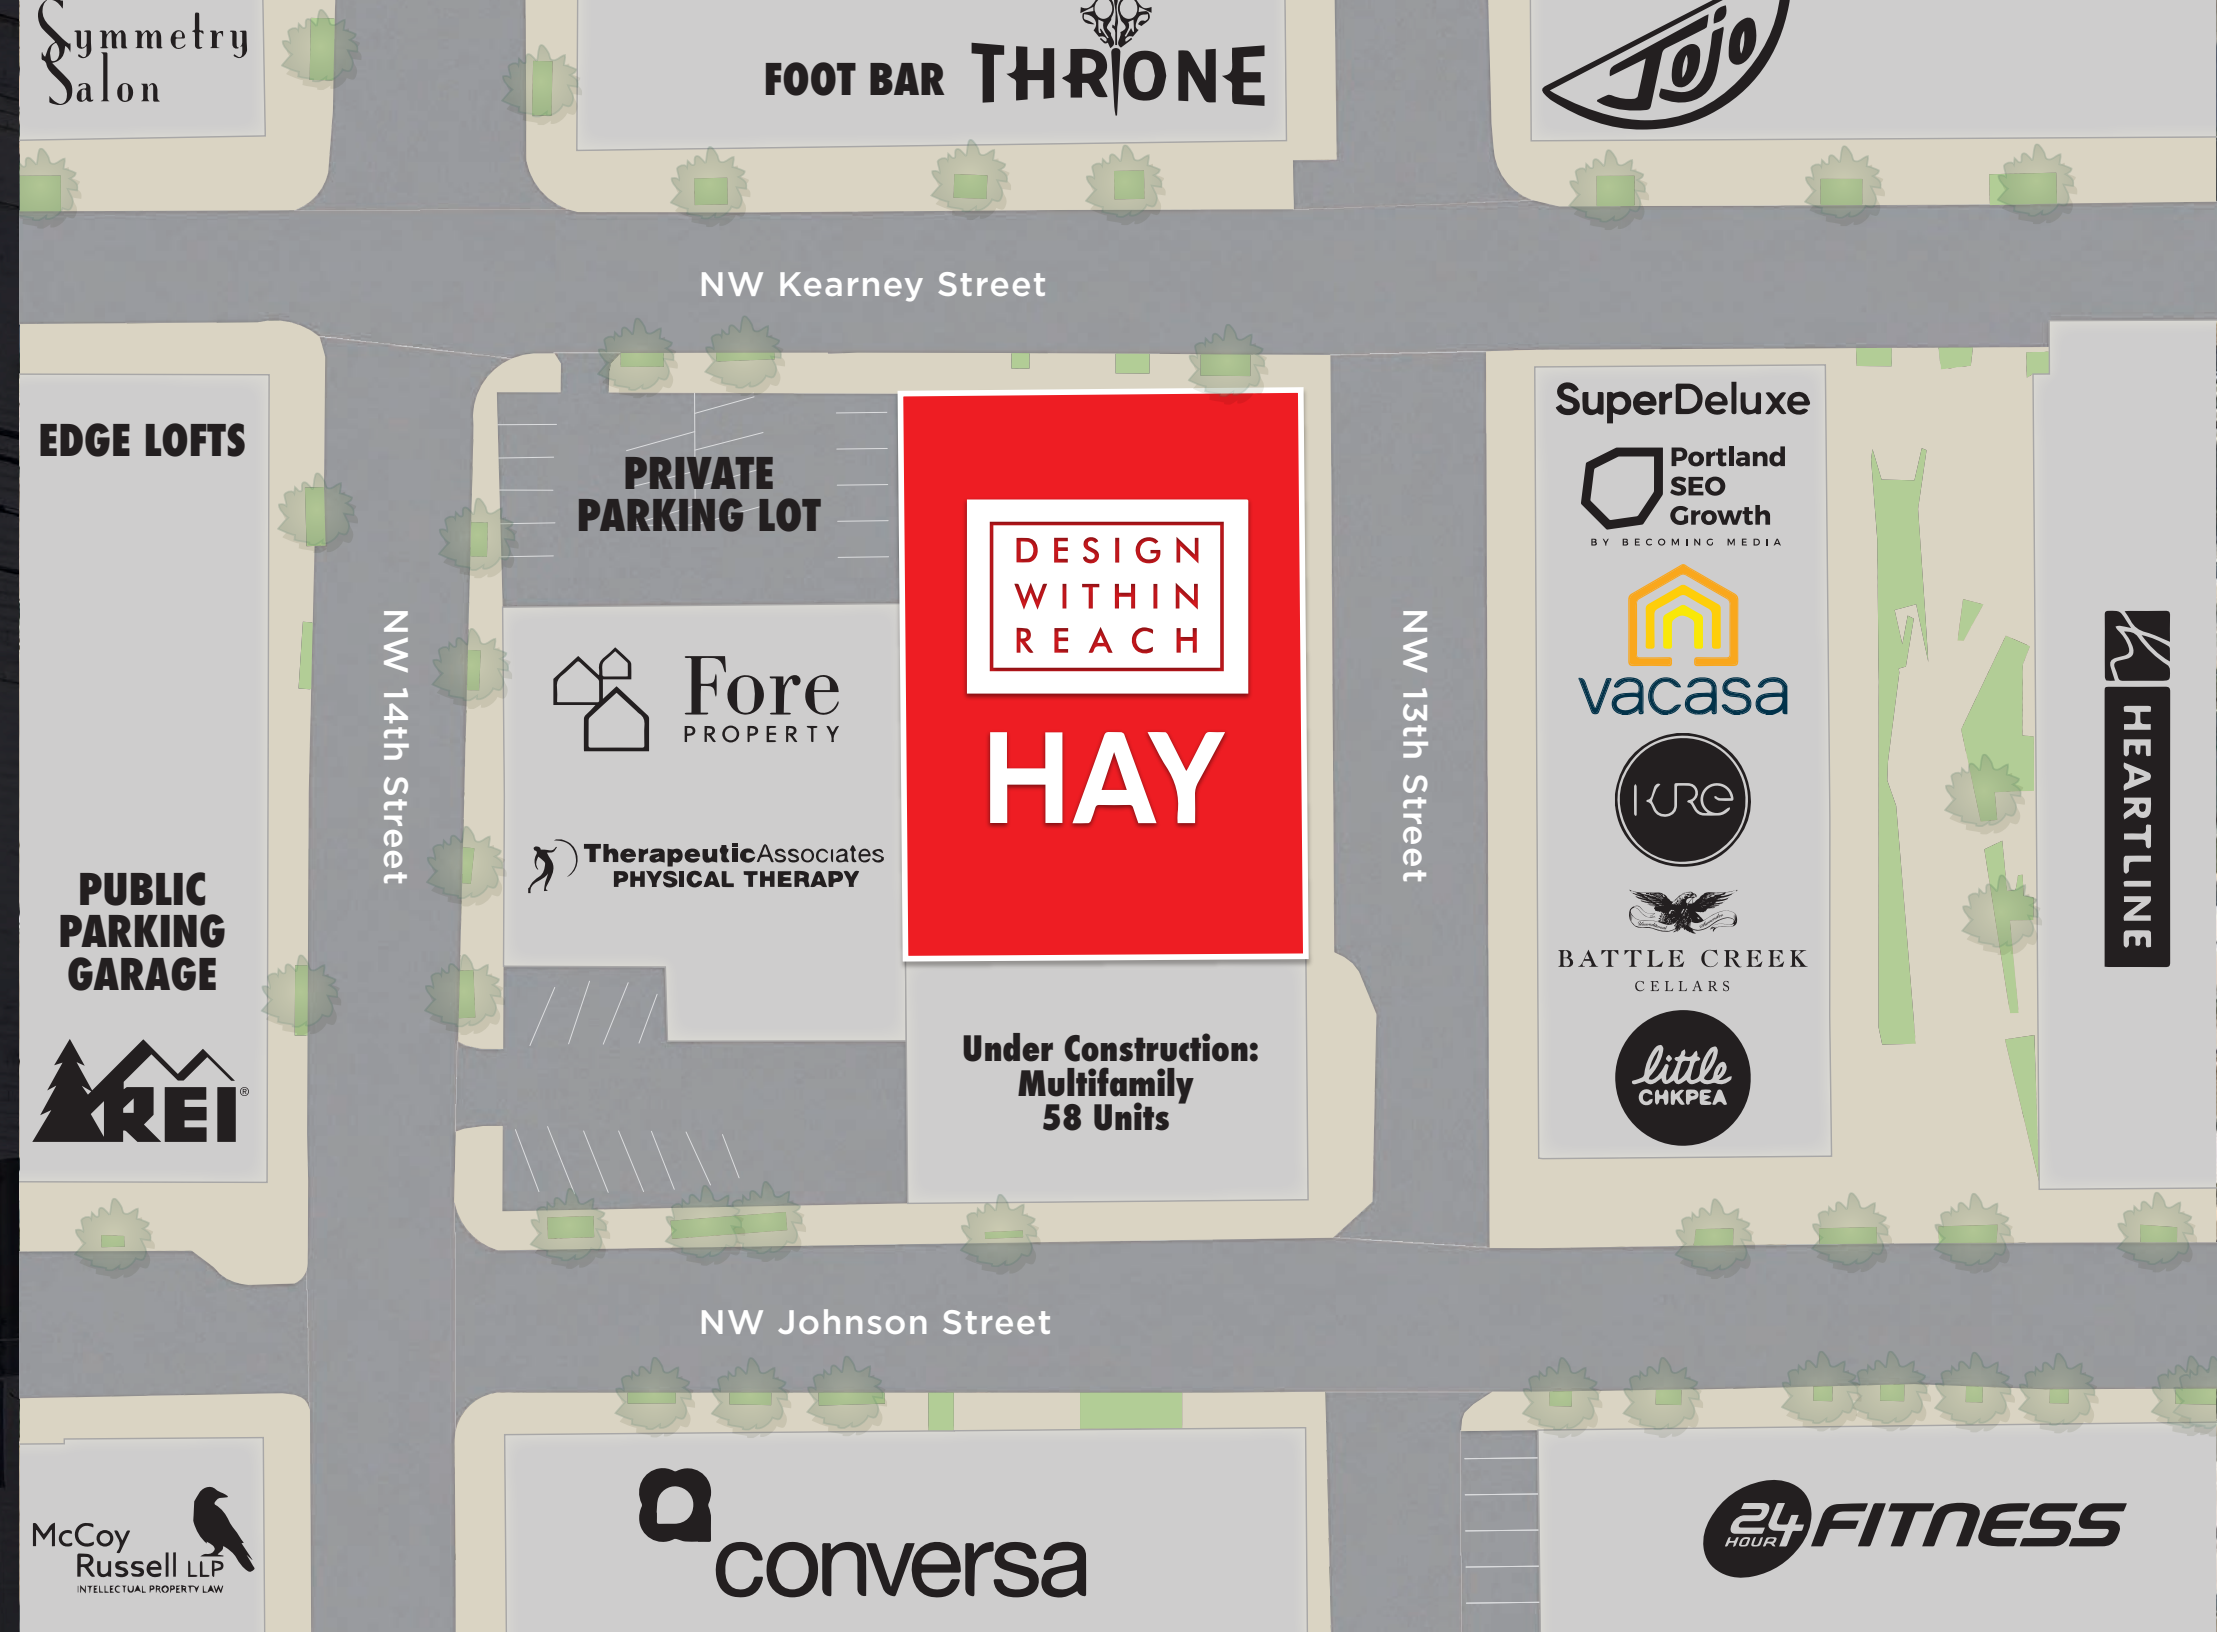 Symmetry
Salon
FOOT BAR
THRONE
Jojo
NW Kearney Street
EDGE LOFTS
PRIVATE
PARKING LOT
DESIGN
WITHIN
REACH
HAY
SuperDeluxe
Portland
SEO
Growth
BY BECOMING MEDIA
vacasa
KURE
BATTLE CREEK
CELLARS
little
CHKPEA
HEARTLINE
NW 14th Street
Fore
PROPERTY
TherapeuticAssociates
PHYSICAL THERAPY
NW 13th Street
PUBLIC
PARKING
GARAGE
REI®
Under Construction:
Multifamily
58 Units
NW Johnson Street
McCoy
Russell LLP
INTELLECTUAL PROPERTY LAW
conversa
24
HOUR
FITNESS